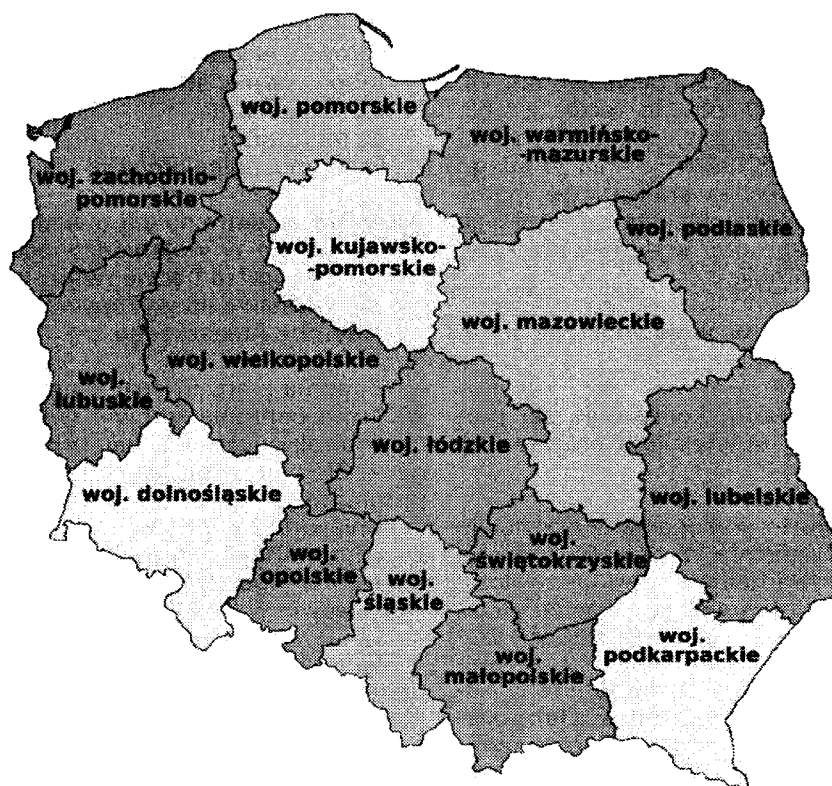 woj. pomorskie
woj. warmińsko-
-mazurskie
woj. zachodnio-
pomorskie
woj. podlaskie
woj. kujawsko-
-pomorskie
woj. mazowieckie
woj. wielkopolskie
woj.
lubuskie
woj. łódzkie
woj. dolnośląskie
woj. lubelskie
woj.
opolskie
woj.
śląskie
woj.
świętokrzyskie
woj.
podkarpackie
woj.
małopolskie